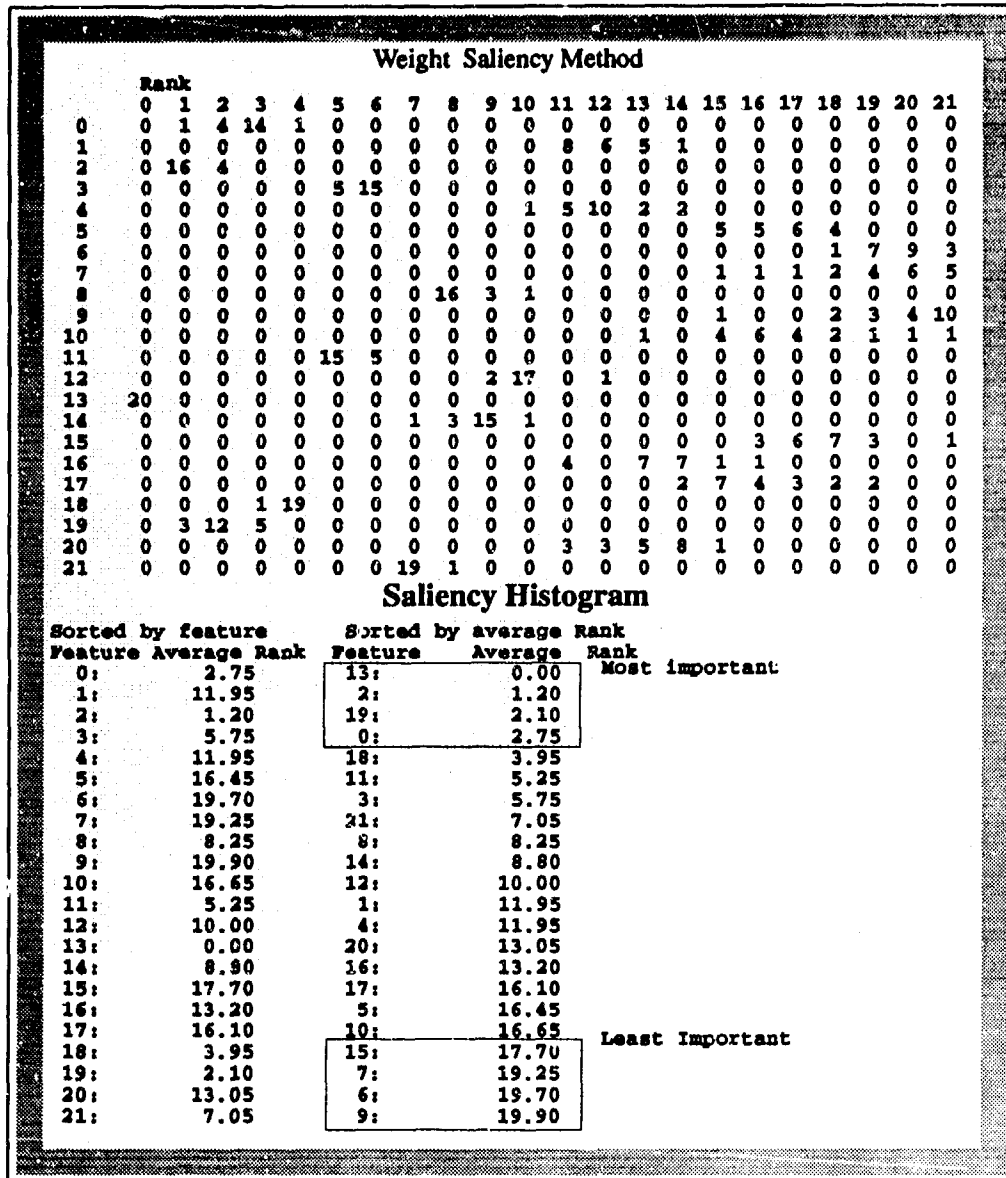 Weight Saliency Method
Rank
0 1 2 3 4 5 6 7 8 9 10 11 12 13 14 15 16 17 18 19 20 21
0 0 1 4 14 1 0 0 0 0 0 0 0 0 0 0 0 0 0 0 0 0 0
1 0 0 0 0 0 0 0 0 0 0 0 8 6 5 1 0 0 0 0 0 0 0
2 0 16 4 0 0 0 0 0 0 0 0 0 0 0 0 0 0 0 0 0 0 0
3 0 0 0 0 0 5 15 0 0 0 0 0 0 0 0 0 0 0 0 0 0 0
4 0 0 0 0 0 0 0 0 0 0 1 5 10 2 2 0 0 0 0 0 0 0
5 0 0 0 0 0 0 0 0 0 0 0 0 0 0 0 5 5 6 4 0 0 0
6 0 0 0 0 0 0 0 0 0 0 0 0 0 0 0 0 0 0 1 7 9 3
7 0 0 0 0 0 0 0 0 0 0 0 0 0 0 0 1 1 1 2 4 6 5
8 0 0 0 0 0 0 0 0 16 3 1 0 0 0 0 0 0 0 0 0 0 0
9 0 0 0 0 0 0 0 0 0 0 0 0 0 0 0 1 0 0 2 3 4 10
10 0 0 0 0 0 0 0 0 0 0 0 0 0 1 0 4 6 4 2 1 1 1
11 0 0 0 0 0 15 5 0 0 0 0 0 0 0 0 0 0 0 0 0 0 0
12 0 0 0 0 0 0 0 0 0 2 17 0 1 0 0 0 0 0 0 0 0 0
13 20 0 0 0 0 0 0 0 0 0 0 0 0 0 0 0 0 0 0 0 0 0
14 0 0 0 0 0 0 0 1 3 15 1 0 0 0 0 0 0 0 0 0 0 0
15 0 0 0 0 0 0 0 0 0 0 0 0 0 0 0 0 3 6 7 3 0 1
16 0 0 0 0 0 0 0 0 0 0 0 4 0 7 7 1 1 0 0 0 0 0
17 0 0 0 0 0 0 0 0 0 0 0 0 0 0 2 7 4 3 2 2 0 0
18 0 0 0 1 19 0 0 0 0 0 0 0 0 0 0 0 0 0 0 0 0 0
19 0 3 12 5 0 0 0 0 0 0 0 0 0 0 0 0 0 0 0 0 0 0
20 0 0 0 0 0 0 0 0 0 0 0 3 3 5 8 1 0 0 0 0 0 0
21 0 0 0 0 0 0 0 19 1 0 0 0 0 0 0 0 0 0 0 0 0 0
Saliency Histogram
Sorted by feature Sorted by average Rank
Feature Average Rank Feature Average Rank
0: 2.75 13: 0.00 Most important
1: 11.95 2: 1.20
2: 1.20 19: 2.10
3: 5.75 0: 2.75
4: 11.95 18: 3.95
5: 16.45 11: 5.25
6: 19.70 3: 5.75
7: 19.25 21: 7.05
8: 8.25 8: 8.25
9: 19.90 14: 8.80
10: 16.65 12: 10.00
11: 5.25 1: 11.95
12: 10.00 4: 11.95
13: 0.00 20: 13.05
14: 8.80 16: 13.20
15: 17.70 17: 16.10
16: 13.20 5: 16.45
17: 16.10 10: 16.65 Least Important
18: 3.95 15: 17.70
19: 2.10 7: 19.25
20: 13.05 6: 19.70
21: 7.05 9: 19.90